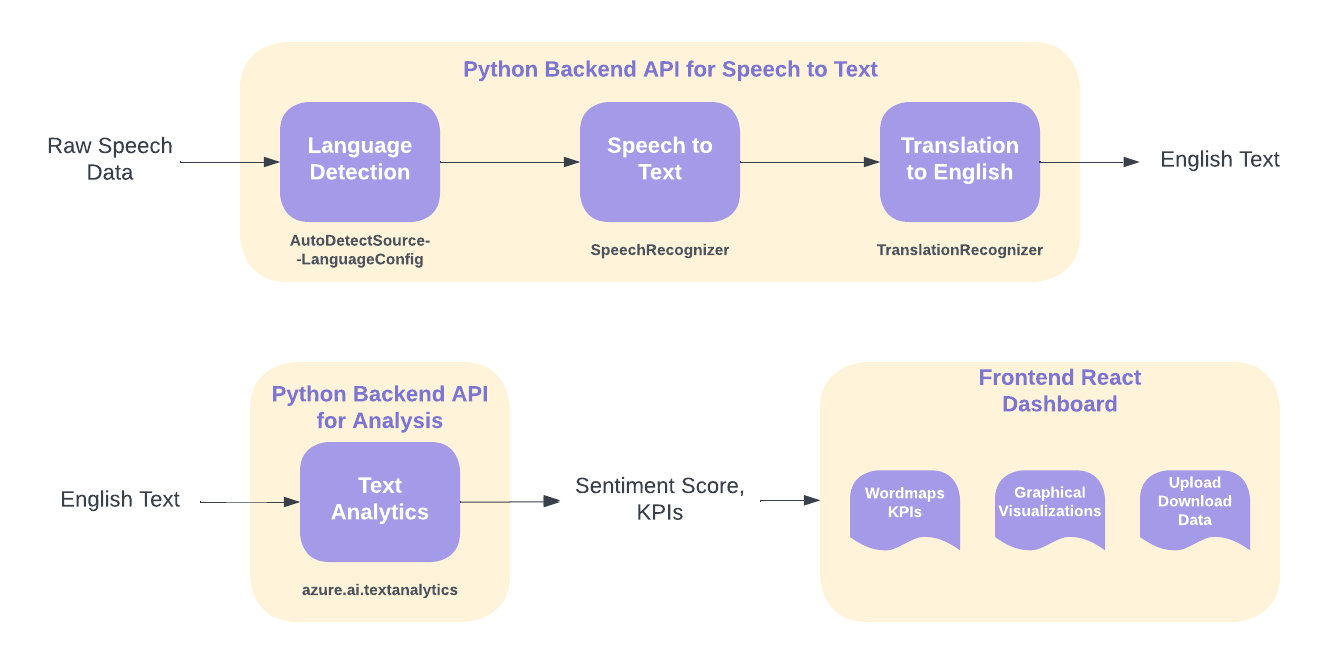 Python Backend API for Speech to Text
Raw Speech
Data
Language
Detection
Speech to
Text
Translation
to English
English Text
AutoDetectSource-
-LanguageConfig
SpeechRecognizer
TranslationRecognizer
Python Backend API
for Analysis
English Text
Text
Analytics
azure.ai.textanalytics
Sentiment Score,
KPIs
Frontend React
Dashboard
Wordmaps
KPIs
Graphical
Visualizations
Upload
Download
Data